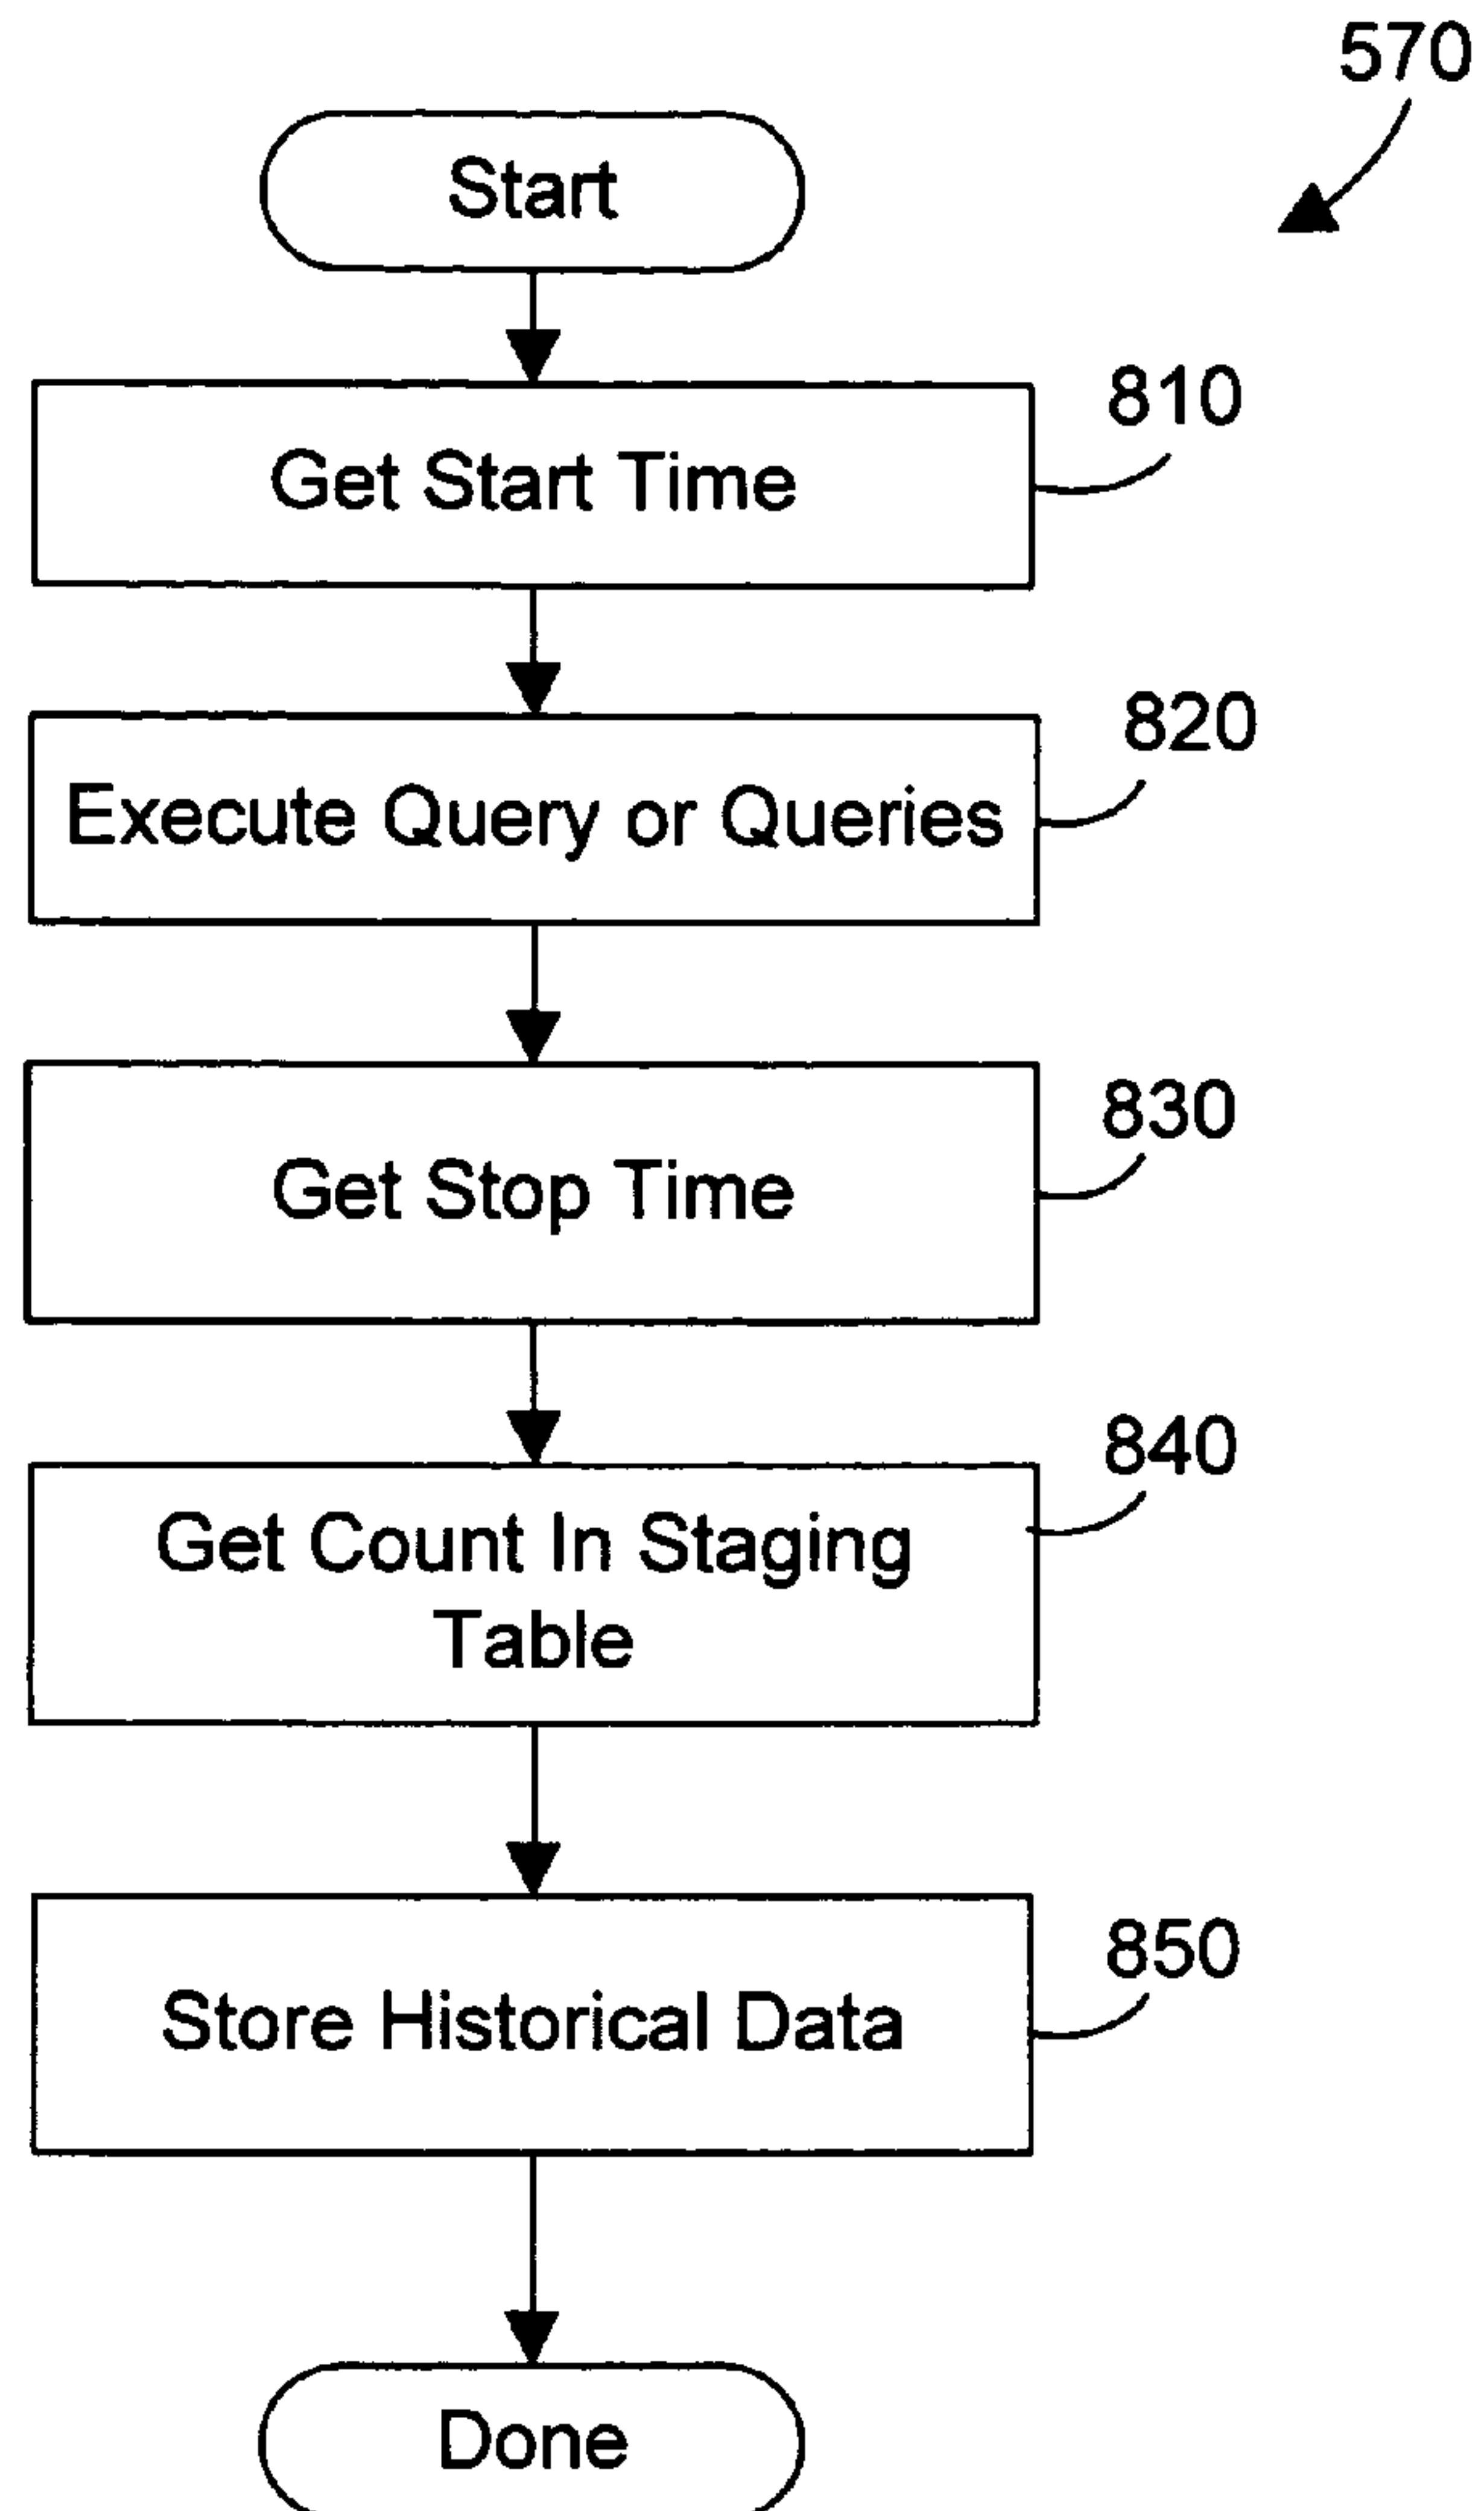 570
Start
810
Get Start Time
820
Execute Query or Queries
830
Get Stop Time
840
Get Count In Staging
Table
850
Store Historical Data
Done